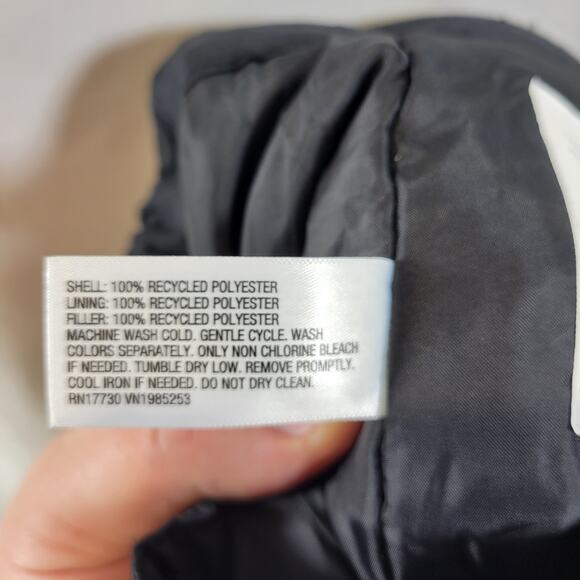 SHELL: 100% RECYCLED POLYESTER
LINING: 100% RECYCLED POLYESTER
FILLER: 100% RECYCLED POLYESTER
MACHINE WASH COLD. GENTLE CYCLE. WASH
COLORS SEPARATELY. ONLY NON CHLORINE BLEACH
IF NEEDED. TUMBLE DRY LOW. REMOVE PROMPTLY.
COOL IRON IF NEEDED. DO NOT DRY CLEAN.
RN17730 VN1985253